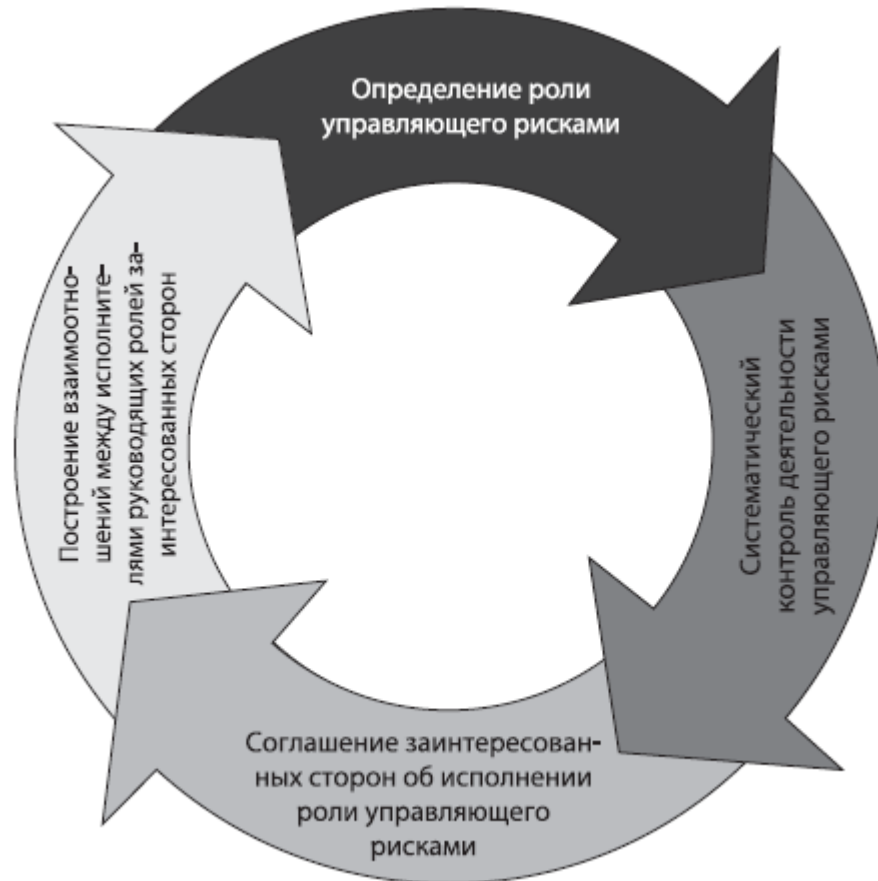 Определение роли
управляющего рисками
Систематический
контроль деятельности
управляющего рисками
Соглашение заинтересован-
ных сторон об исполнении
роли управляющего
рисками
Построение взаимоотно-
шений между исполните-
лями руководящих ролей за-
интересованных сторон